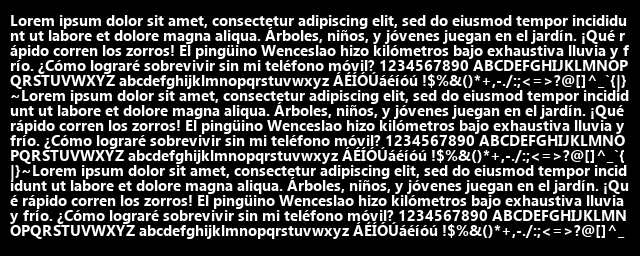 Lorem ipsum dolor sit amet, consectetur adipiscing elit, sed do eiusmod tempor incididu
nt ut labore et dolore magna aliqua. Árboles, niños, y jóvenes juegan en el jardín. ¡Qué r
ápido corren los zorros! El pingüino Wenceslao hizo kilómetros bajo exhaustiva lluvia y f
río. ¿Cómo lograré sobrevivir sin mi teléfono móvil? 1234567890 ABCDEFGHIJKLMNOP
QRSTUVWXYZ abcdefghijklmnopqrstuvwxyz ÁÉÍÓÚáéíóú !$%&()*+,-./:;<=>?@[]^_`{|}
~Lorem ipsum dolor sit amet, consectetur adipiscing elit, sed do eiusmod tempor incidid
unt ut labore et dolore magna aliqua. Árboles, niños, y jóvenes juegan en el jardín. ¡Qué
rápido corren los zorros! El pingüino Wenceslao hizo kilómetros bajo exhaustiva lluvia y
frío. ¿Cómo lograré sobrevivir sin mi teléfono móvil? 1234567890 ABCDEFGHIJKLMNO
PQRSTUVWXYZ abcdefghijklmnopqrstuvwxyz ÁÉÍÓÚáéíóú !$%&()*+,-./:;<=>?@[]^_`{
|}~Lorem ipsum dolor sit amet, consectetur adipiscing elit, sed do eiusmod tempor incid
idunt ut labore et dolore magna aliqua. Árboles, niños, y jóvenes juegan en el jardín. ¡Qu
é rápido corren los zorros! El pingüino Wenceslao hizo kilómetros bajo exhaustiva lluvia
y frío. ¿Cómo lograré sobrevivir sin mi teléfono móvil? 1234567890 ABCDEFGHIJKLMN
OPQRSTUVWXYZ abcdefghijklmnopqrstuvwxyz ÁÉÍÓÚáéíóú !$%&()*+,-./:;<=>?@[]^_